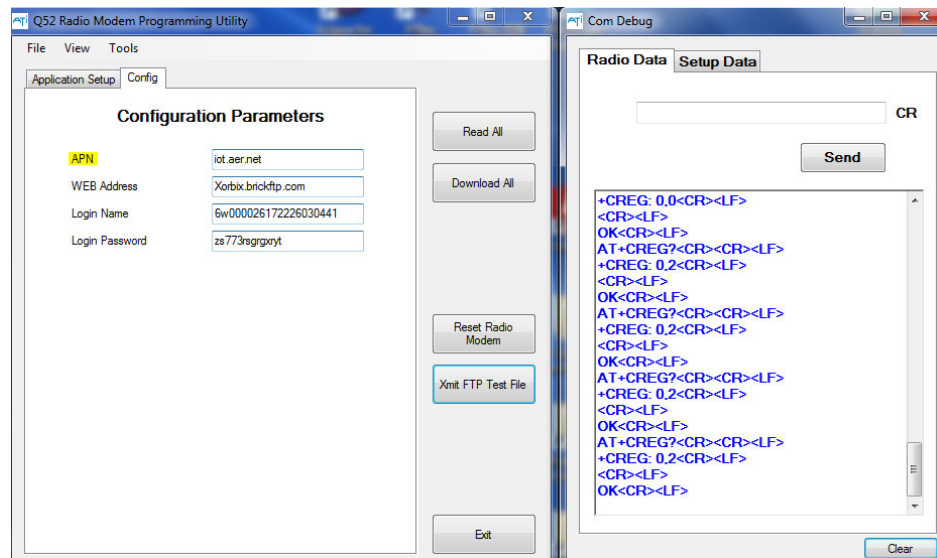 ATi Q52 Radio Modem Programming Utility
File View Tools
Application Setup Config
Configuration Parameters
APN iot.aer.net
WEB Address Xorbix.brickftp.com
Login Name 6w000026172226030441
Login Password zs773rsgrgxryt
Read All
Download All
Reset Radio
Modem
Xmit FTP Test File
Exit
ATi Com Debug
Radio Data Setup Data
CR
Send
+CREG: 0,0<CR><LF>
<CR><LF>
OK<CR><LF>
AT+CREG?<CR><CR><LF>
+CREG: 0,2<CR><LF>
<CR><LF>
OK<CR><LF>
AT+CREG?<CR><CR><LF>
+CREG: 0,2<CR><LF>
<CR><LF>
OK<CR><LF>
AT+CREG?<CR><CR><LF>
+CREG: 0,2<CR><LF>
<CR><LF>
OK<CR><LF>
AT+CREG?<CR><CR><LF>
+CREG: 0,2<CR><LF>
<CR><LF>
OK<CR><LF>
Clear